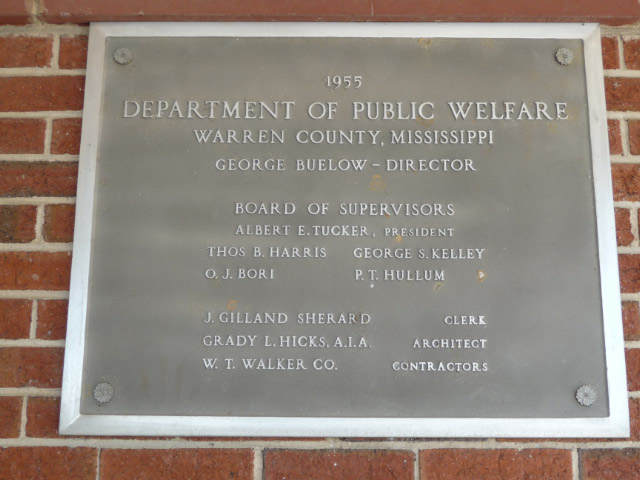 1955
DEPARTMENT OF PUBLIC WELFARE
WARREN COUNTY, MISSISSIPPI
GEORGE BUELOW - DIRECTOR
BOARD OF SUPERVISORS
ALBERT E. TUCKER, PRESIDENT
THOS B. HARRIS GEORGE S. KELLEY
O. J. BORI P. T. HULLUM
J. GILLAND SHERARD CLERK
GRADY L. HICKS, A.I.A. ARCHITECT
W. T. WALKER CO. CONTRACTORS